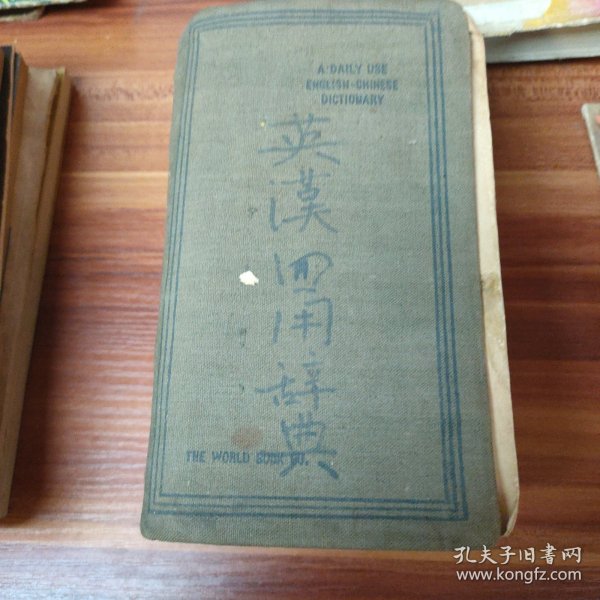 A DAILY USE
ENGLISH-CHINESE
DICTIONARY
英漢四用辞典
THE WORLD BOOK CO.
孔夫子旧书网
www.kongfz.com